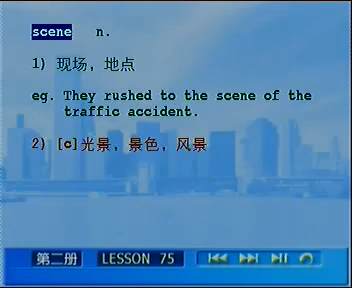 scene n.
1) 现场，地点
eg. They rushed to the scene of the
traffic accident.
2) [c]光景，景色，风景
第二册 LESSON 75